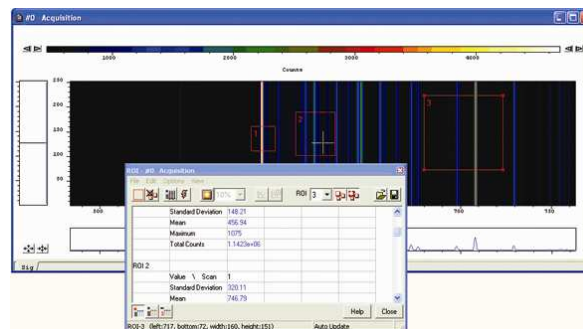 #0 Acquisition
1000
2000
3000
4000
Counts
250
200
150
100
50
1
2
3
500
700
750
ROI - #0 Acquisition
File Edit Options View
10%
ROI 3
Standard Deviation 148.21
Mean 456.94
Maximum 1075
Total Counts 1.1423e+06
ROI 2
Value \ Scan 1
Standard Deviation 320.11
Mean 746.79
Help Close
ROI-3 (left:717, bottom:72, width:160, height:151) Auto Update
Sig